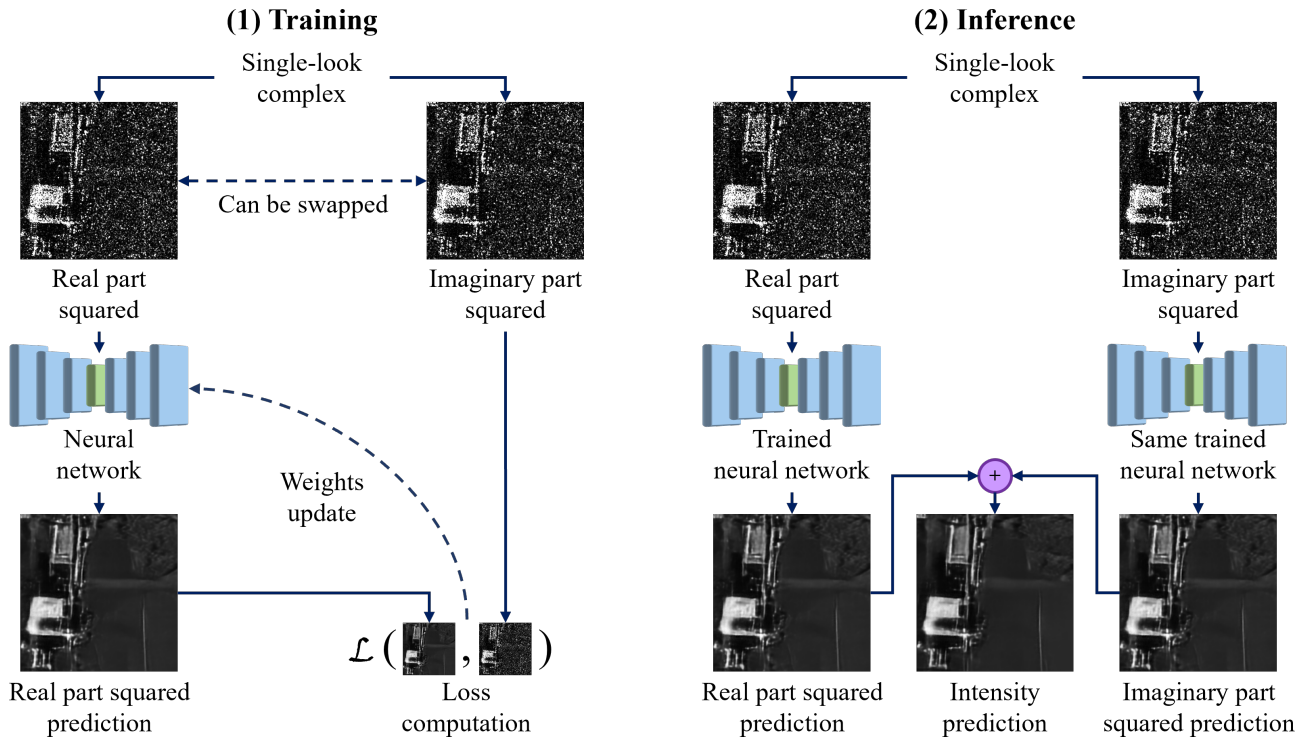 (1) Training
Single-look
complex
Can be swapped
Real part
squared
Imaginary part
squared
Neural
network
Weights
update
ℒ ( , )
Real part squared
prediction
Loss
computation
(2) Inference
Single-look
complex
Real part
squared
Imaginary part
squared
Trained
neural network
Same trained
neural network
+
Real part squared
prediction
Intensity
prediction
Imaginary part
squared prediction